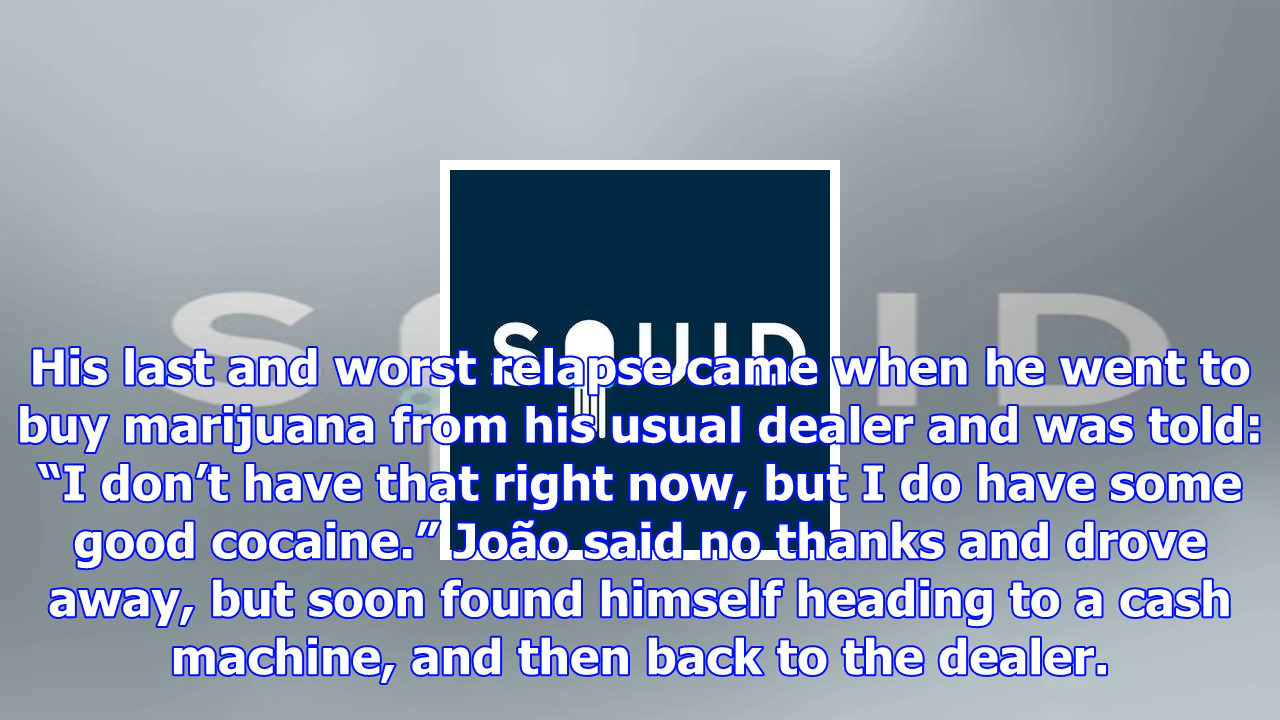 SQUID
His last and worst relapse came when he went to
buy marijuana from his usual dealer and was told:
“I don’t have that right now, but I do have some
good cocaine.” João said no thanks and drove
away, but soon found himself heading to a cash
machine, and then back to the dealer.